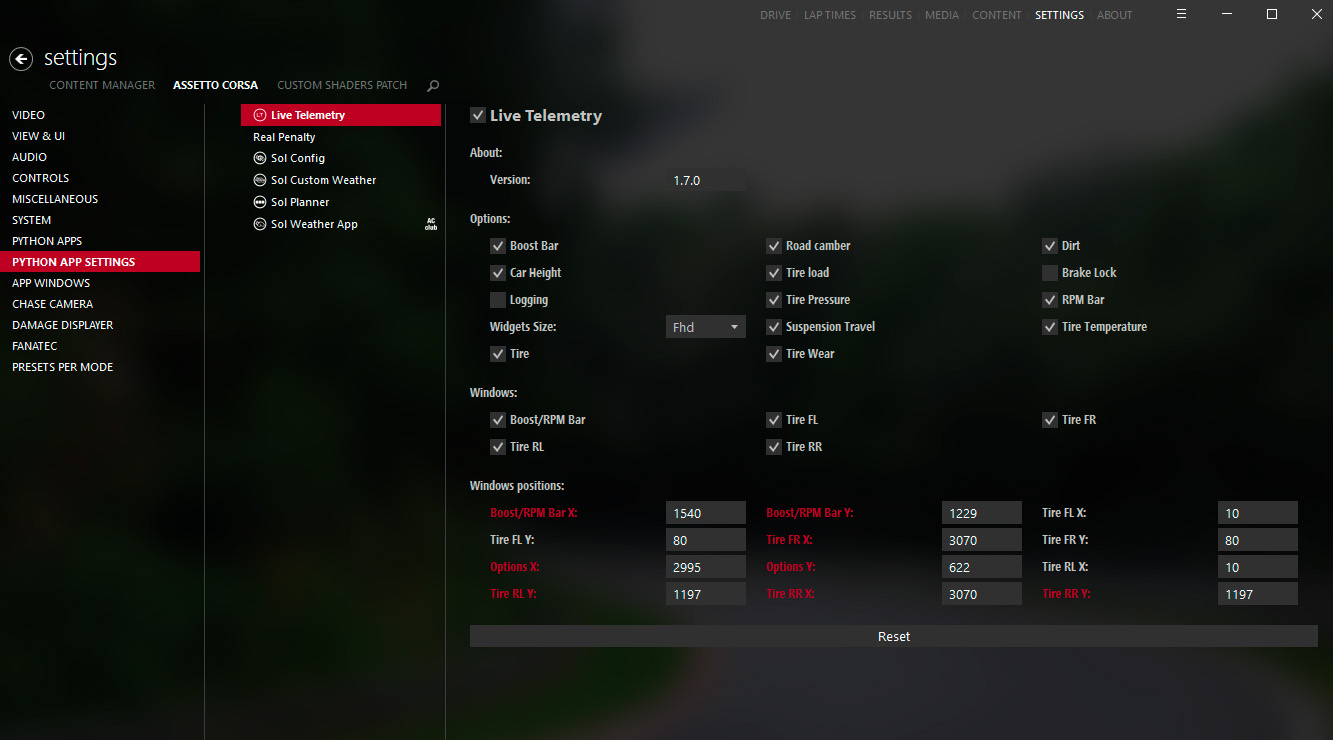 DRIVE LAP TIMES RESULTS MEDIA CONTENT SETTINGS ABOUT
settings
CONTENT MANAGER ASSETTO CORSA CUSTOM SHADERS PATCH
VIDEO
VIEW & UI
AUDIO
CONTROLS
MISCELLANEOUS
SYSTEM
PYTHON APPS
PYTHON APP SETTINGS
APP WINDOWS
CHASE CAMERA
DAMAGE DISPLAYER
FANATEC
PRESETS PER MODE
LT Live Telemetry
Real Penalty
Sol Config
Sol Custom Weather
Sol Planner
Sol Weather App
AC
club
Live Telemetry
About:
Version: 1.7.0
Options:
Boost Bar Road camber Dirt
Car Height Tire load Brake Lock
Logging Tire Pressure RPM Bar
Widgets Size: Fhd Suspension Travel Tire Temperature
Tire Tire Wear
Windows:
Boost/RPM Bar Tire FL Tire FR
Tire RL Tire RR
Windows positions:
Boost/RPM Bar X: 1540 Boost/RPM Bar Y: 1229 Tire FL X: 10
Tire FL Y: 80 Tire FR X: 3070 Tire FR Y: 80
Options X: 2995 Options Y: 622 Tire RL X: 10
Tire RL Y: 1197 Tire RR X: 3070 Tire RR Y: 1197
Reset